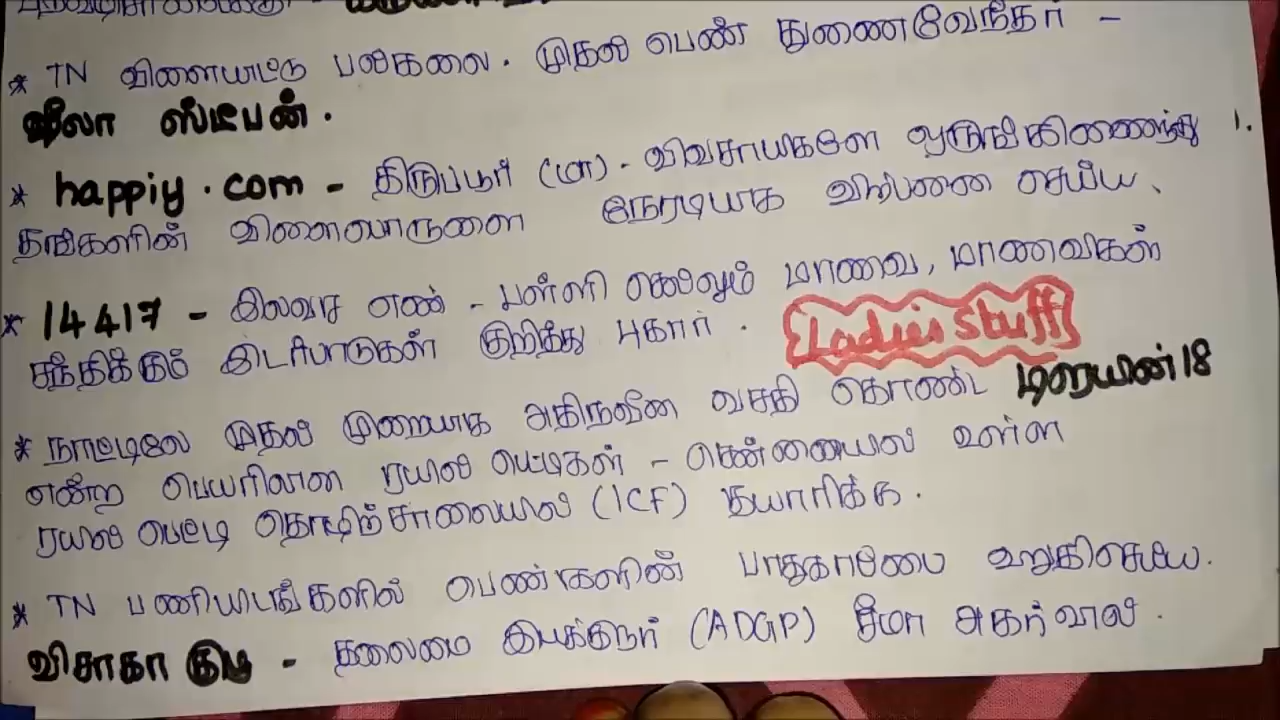 * TN விளையாட்டு பல்கலை. முதல் பெண் துணைவேந்தர் -
ஷீலா ஸ்டீபன்.
* happiy.com - திருப்பூர் (மா) - விவசாயிகளே ஒருங்கிணைந்து 1.
தங்களின் விளைபொருளை நேரடியாக விற்பனை செய்ய.
* 14417 - இலவச எண் - பள்ளி செல்லும் மாணவ, மாணவிகள்
சந்திக்கும் இடர்பாடுகள் குறித்து புகார்.
Ladies Stuff
* நாட்டிலே முதல் முறையாக அதிநவீன வசதி கொண்ட டிரையின்18
என்ற பெயரிலான ரயில் பெட்டிகள் - சென்னையில் உள்ள
ரயில் பெட்டி தொழிற்சாலையில் (ICF) தயாரிக்க.
* TN பணியிடங்களில் பெண்களின் பாதுகாப்பை உறுதிசெய்ய.
விசாகா குழு - தலைமை இயக்குநர் (ADGP) சீமா அகர்வால்.